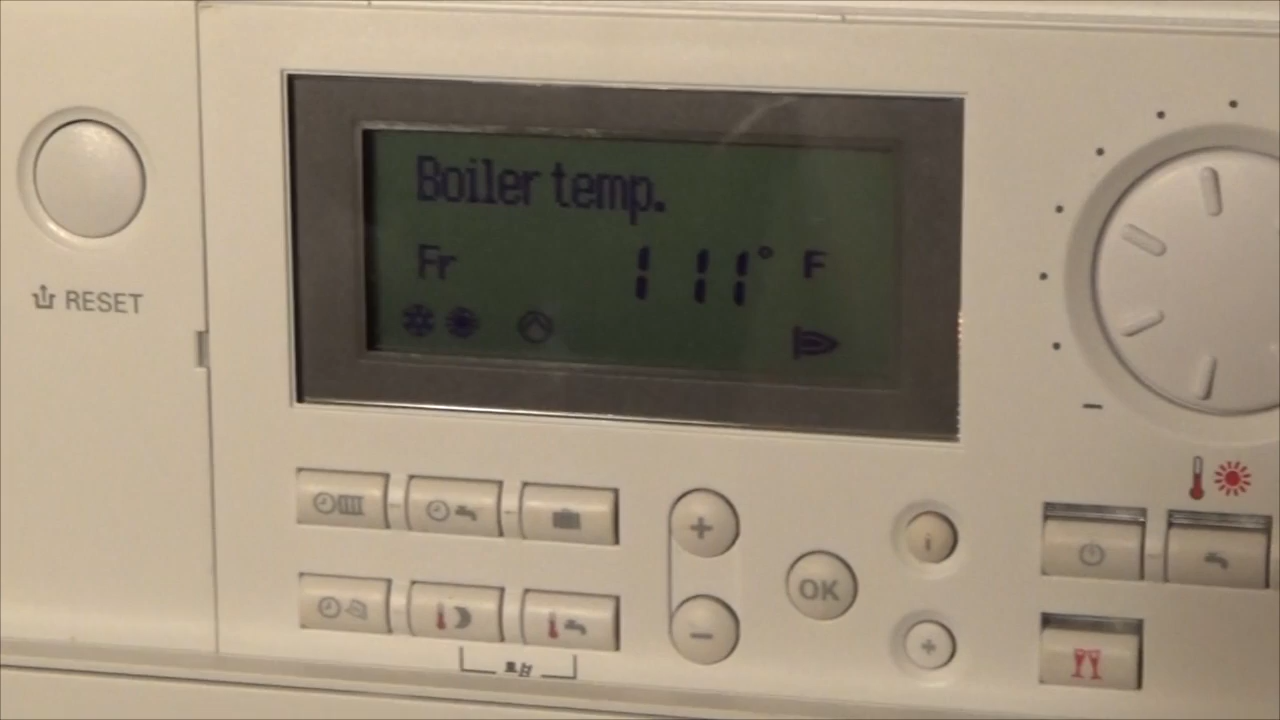 Boiler temp.
Fr 111° F
RESET
+
OK
i
−
+